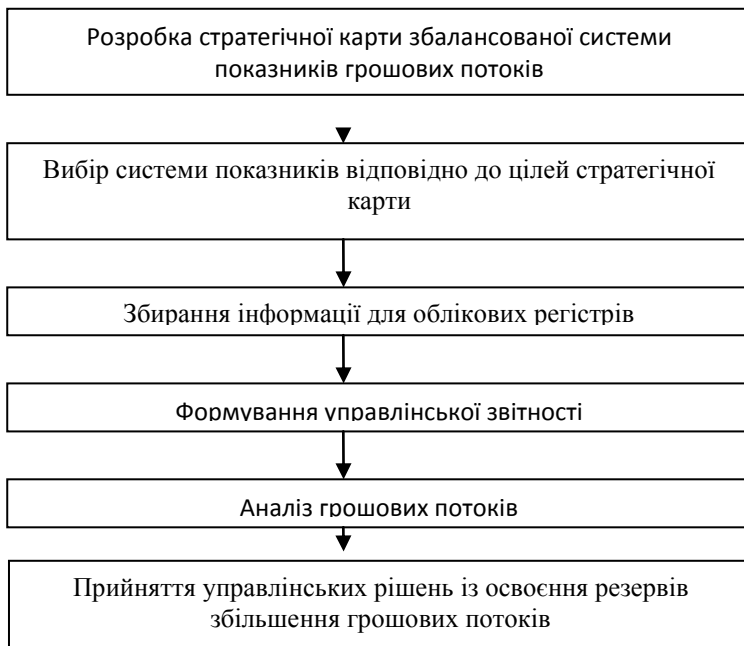 Розробка стратегічної карти збалансованої системи
показників грошових потоків
Вибір системи показників відповідно до цілей стратегічної
карти
Збирання інформації для облікових регістрів
Формування управлінської звітності
Аналіз грошових потоків
Прийняття управлінських рішень із освоєння резервів
збільшення грошових потоків